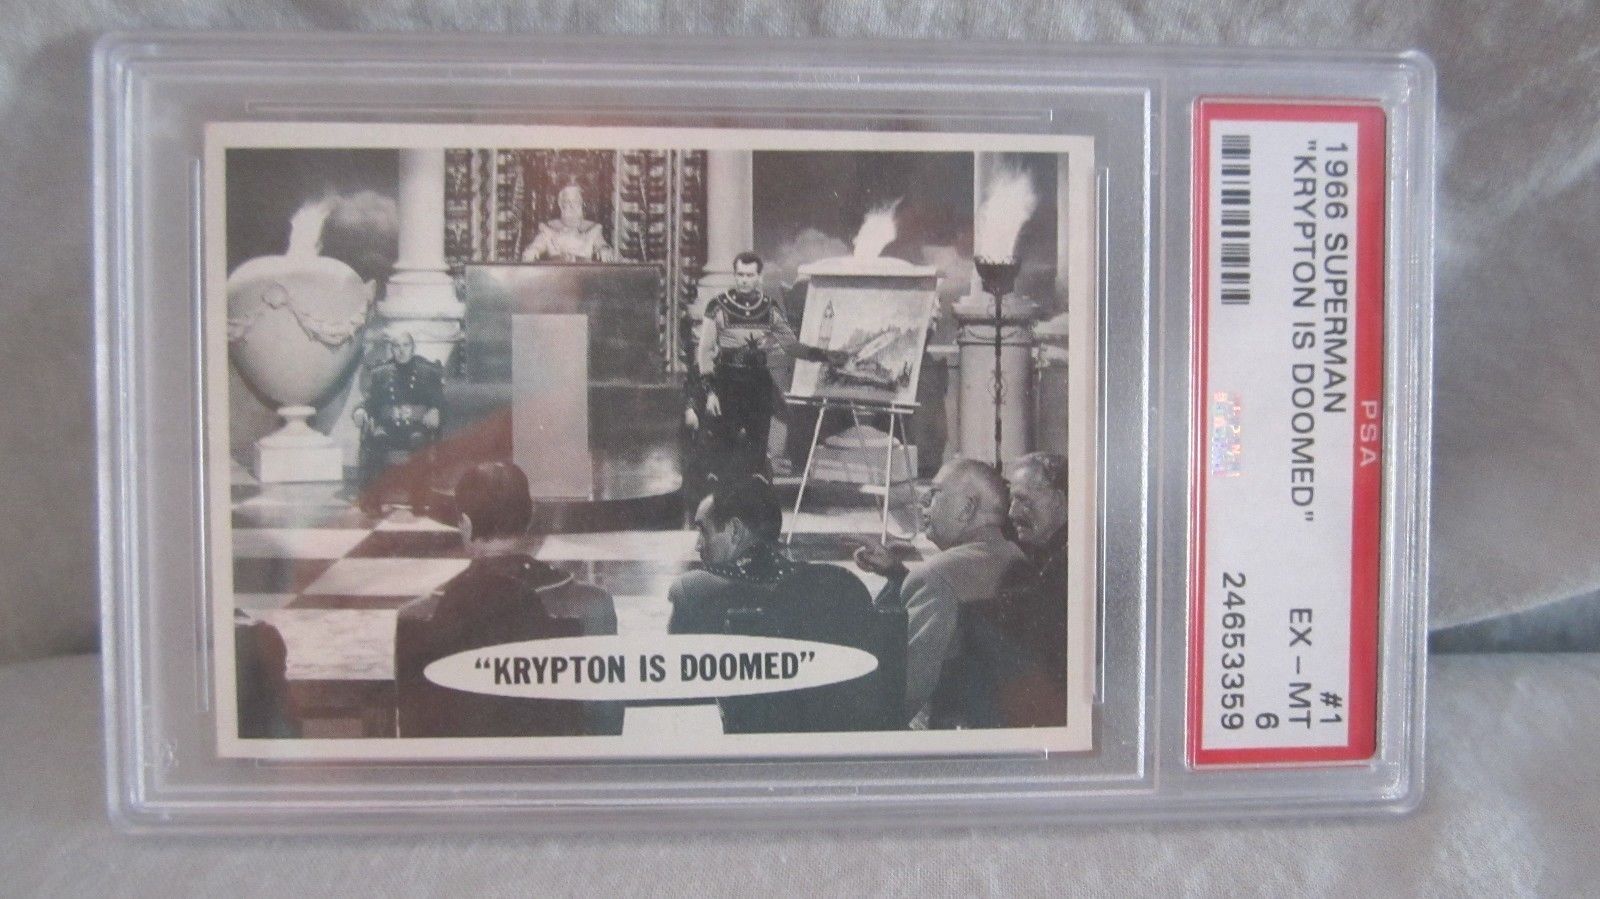 "KRYPTON IS DOOMED"
PSA
1966 SUPERMAN #1
"KRYPTON IS DOOMED" EX - MT
6
24653359